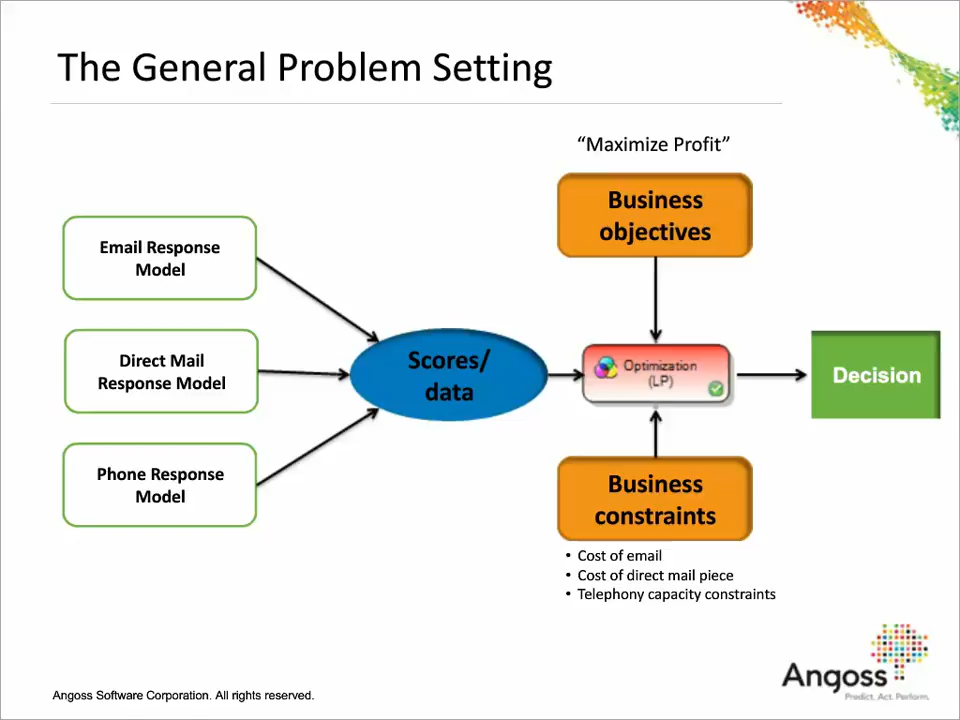 The General Problem Setting
“Maximize Profit”
Business
objectives
Email Response
Model
Direct Mail
Response Model
Phone Response
Model
Scores/
data
Optimization
(LP)
Decision
Business
constraints
• Cost of email
• Cost of direct mail piece
• Telephony capacity constraints
Angoss
Predict. Act. Perform.
Angoss Software Corporation. All rights reserved.